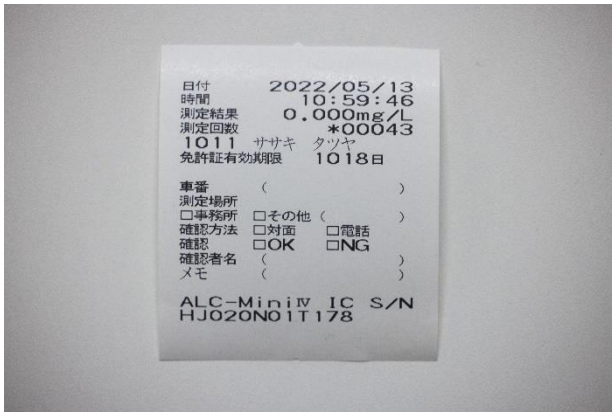 日付 2022/05/13
時間 10:59:46
測定結果 0.000mg/L
測定回数 *00043
1011 ササキ タツヤ
免許証有効期限 1018日
車番 ( )
測定場所
□事務所 □その他 ( )
確認方法 □対面 □電話
確認 □OK □NG
確認者名 ( )
メモ ( )
ALC-MiniⅣ IC S/N
HJ020N01T178